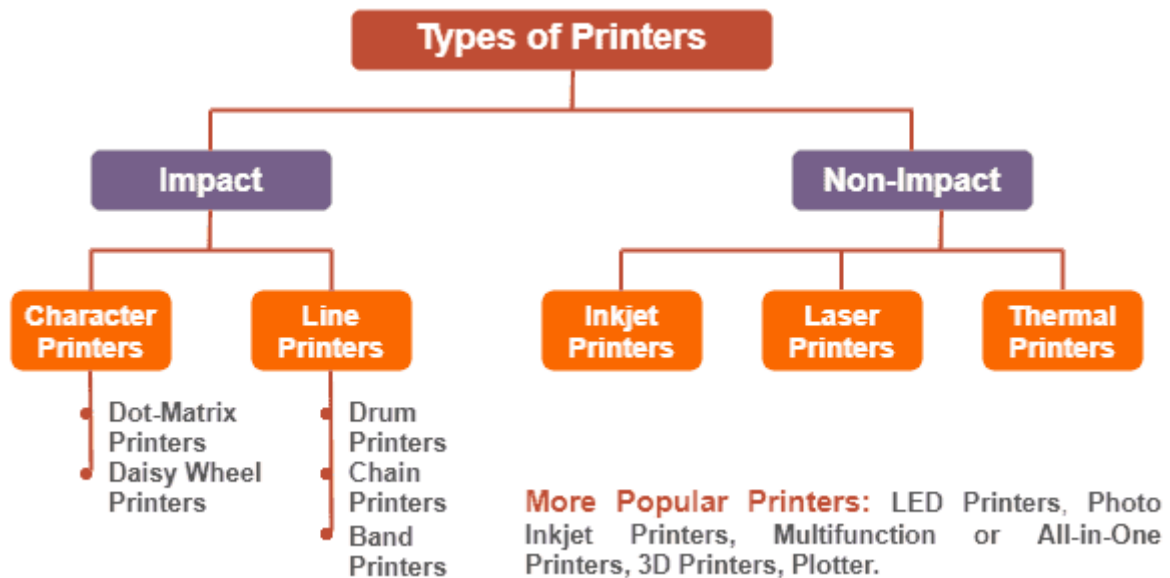 Types of Printers
Impact
Non-Impact
Character
Printers
Line
Printers
Inkjet
Printers
Laser
Printers
Thermal
Printers
Dot-Matrix
Printers
Daisy Wheel
Printers
Drum
Printers
Chain
Printers
Band
Printers
More Popular Printers: LED Printers, Photo
Inkjet Printers, Multifunction or All-in-One
Printers, 3D Printers, Plotter.